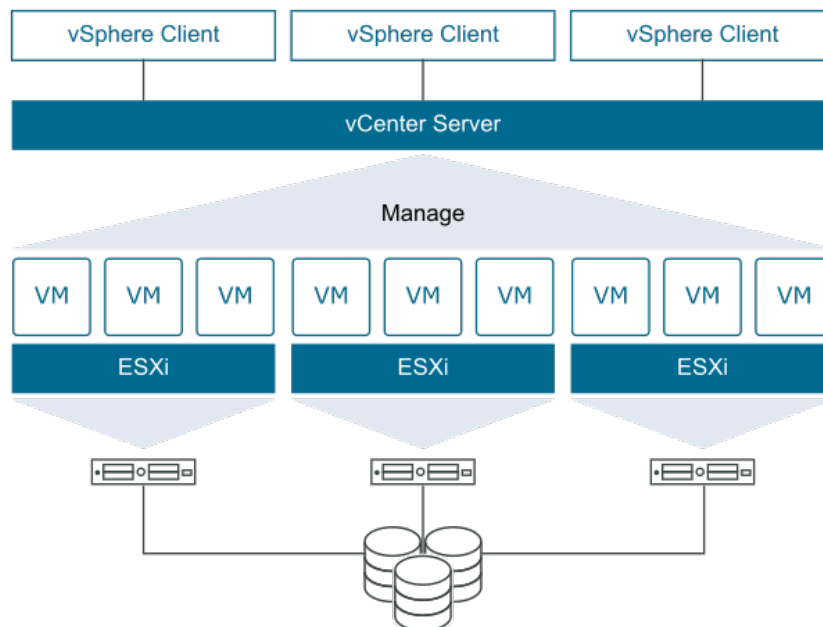 vSphere Client vSphere Client vSphere Client
vCenter Server
Manage
VM VM VM VM VM VM VM VM VM
ESXi ESXi ESXi